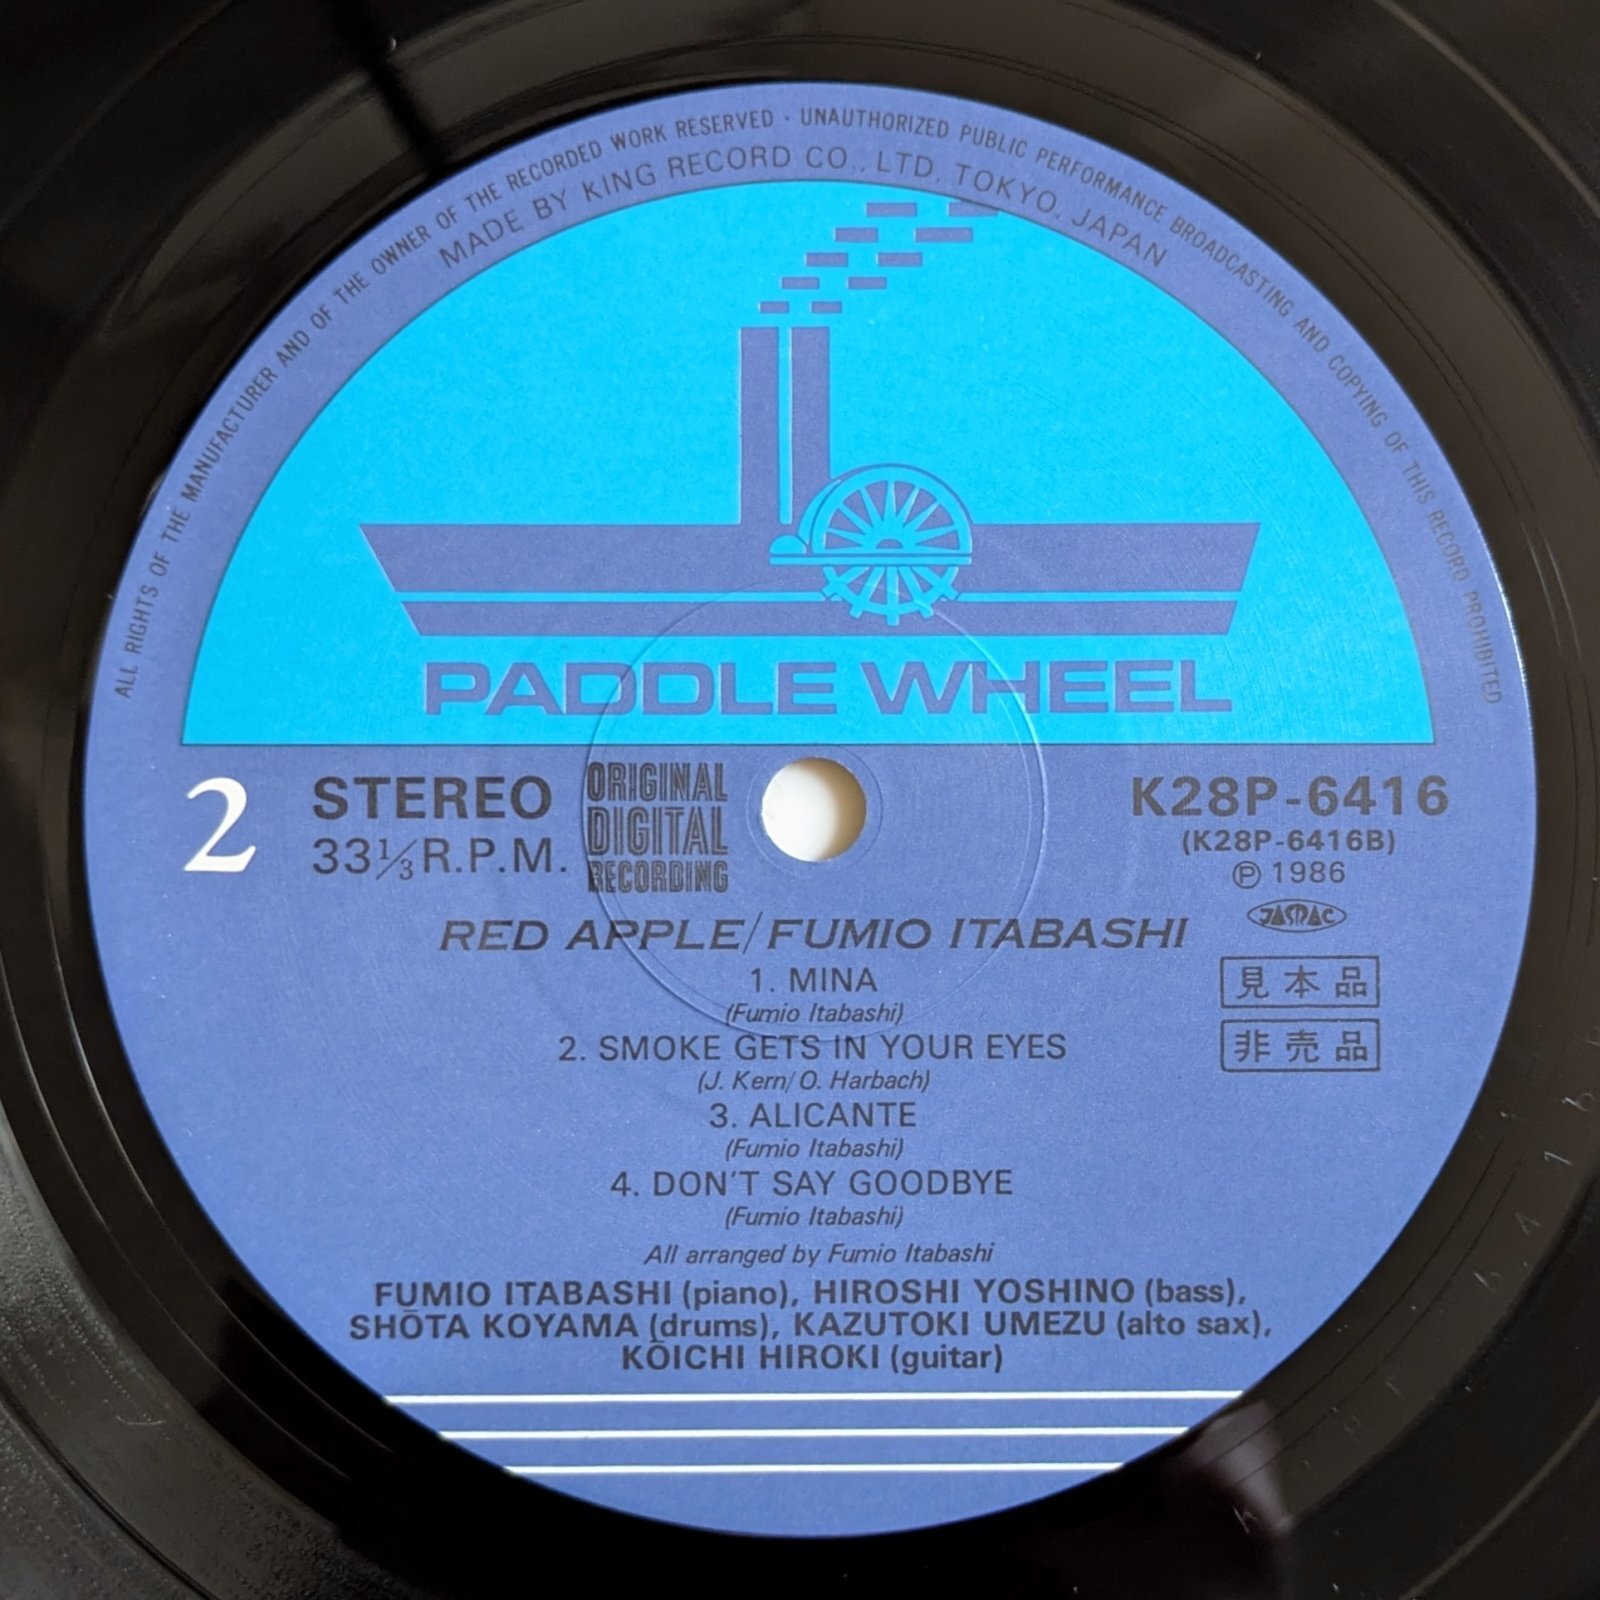 ALL RIGHTS OF THE MANUFACTURER AND OF THE OWNER OF THE RECORDED WORK RESERVED · UNAUTHORIZED PUBLIC PERFORMANCE BROADCASTING AND COPYING OF THIS RECORD PROHIBITED
MADE BY KING RECORD CO., LTD, TOKYO, JAPAN
PADDLE WHEEL
2
STEREO
33⅓ R.P.M.
ORIGINAL
DIGITAL
RECORDING
K28P-6416
(K28P-6416B)
Ⓟ 1986
JASRAC
見本品
非売品
RED APPLE/FUMIO ITABASHI
1. MINA
(Fumio Itabashi)
2. SMOKE GETS IN YOUR EYES
(J. Kern/O. Harbach)
3. ALICANTE
(Fumio Itabashi)
4. DON'T SAY GOODBYE
(Fumio Itabashi)
All arranged by Fumio Itabashi
FUMIO ITABASHI (piano), HIROSHI YOSHINO (bass),
SHŌTA KOYAMA (drums), KAZUTOKI UMEZU (alto sax),
KŌICHI HIROKI (guitar)